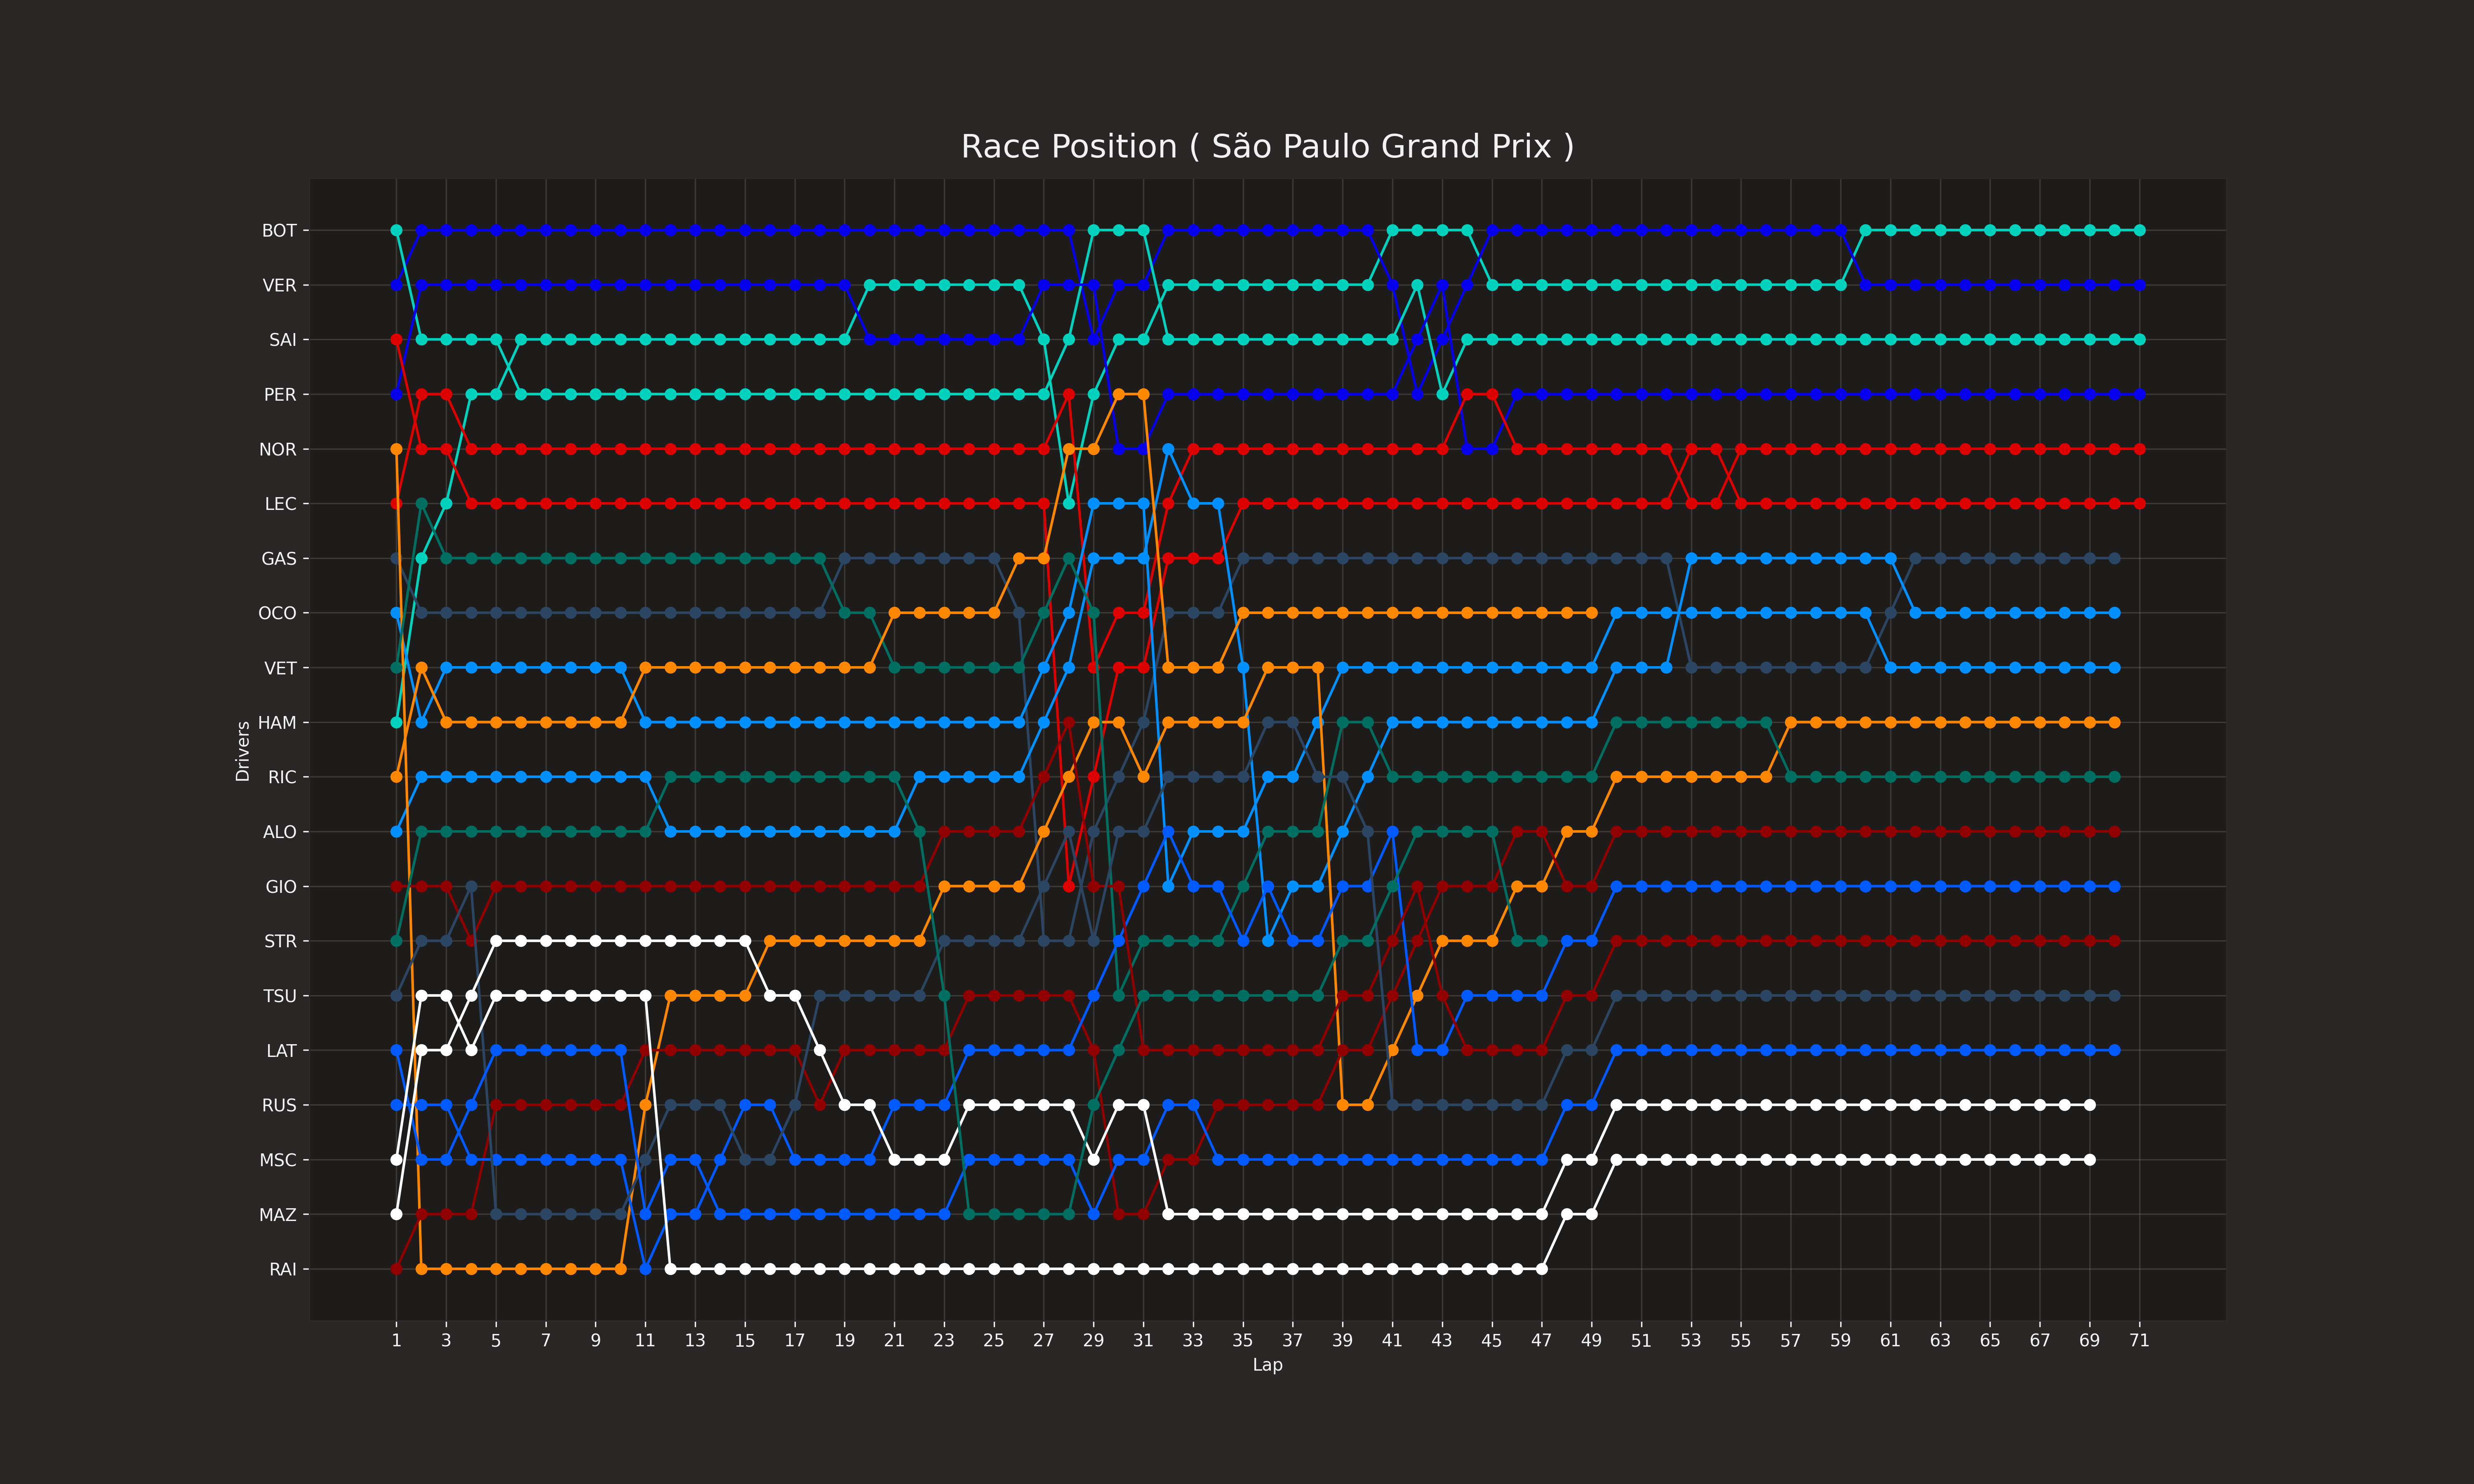 Race Position ( São Paulo Grand Prix )
Drivers
BOT
VER
SAI
PER
NOR
LEC
GAS
OCO
VET
HAM
RIC
ALO
GIO
STR
TSU
LAT
RUS
MSC
MAZ
RAI
1 3 5 7 9 11 13 15 17 19 21 23 25 27 29 31 33 35 37 39 41 43 45 47 49 51 53 55 57 59 61 63 65 67 69 71
Lap